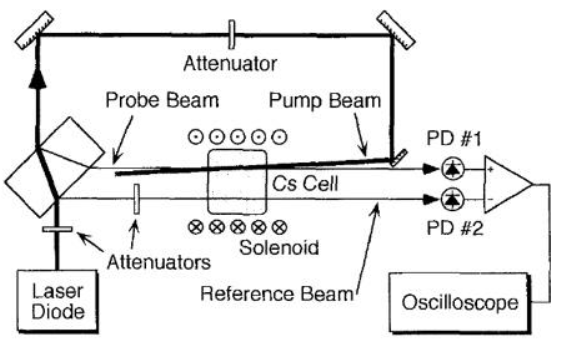 Attenuator
Probe Beam
Pump Beam
PD #1
Cs Cell
+
-
PD #2
Solenoid
Attenuators
Laser
Diode
Reference Beam
Oscilloscope